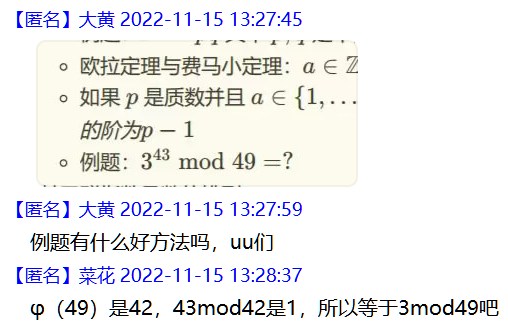 【匿名】大黄 2022-11-15 13:27:45
欧拉定理与费马小定理：a ∈ ℤ
如果 p 是质数并且 a ∈ {1, …
的阶为p − 1
例题：3^43 mod 49 =?
【匿名】大黄 2022-11-15 13:27:59
例题有什么好方法吗，uu们
【匿名】菜花 2022-11-15 13:28:37
φ（49）是42，43mod42是1，所以等于3mod49吧